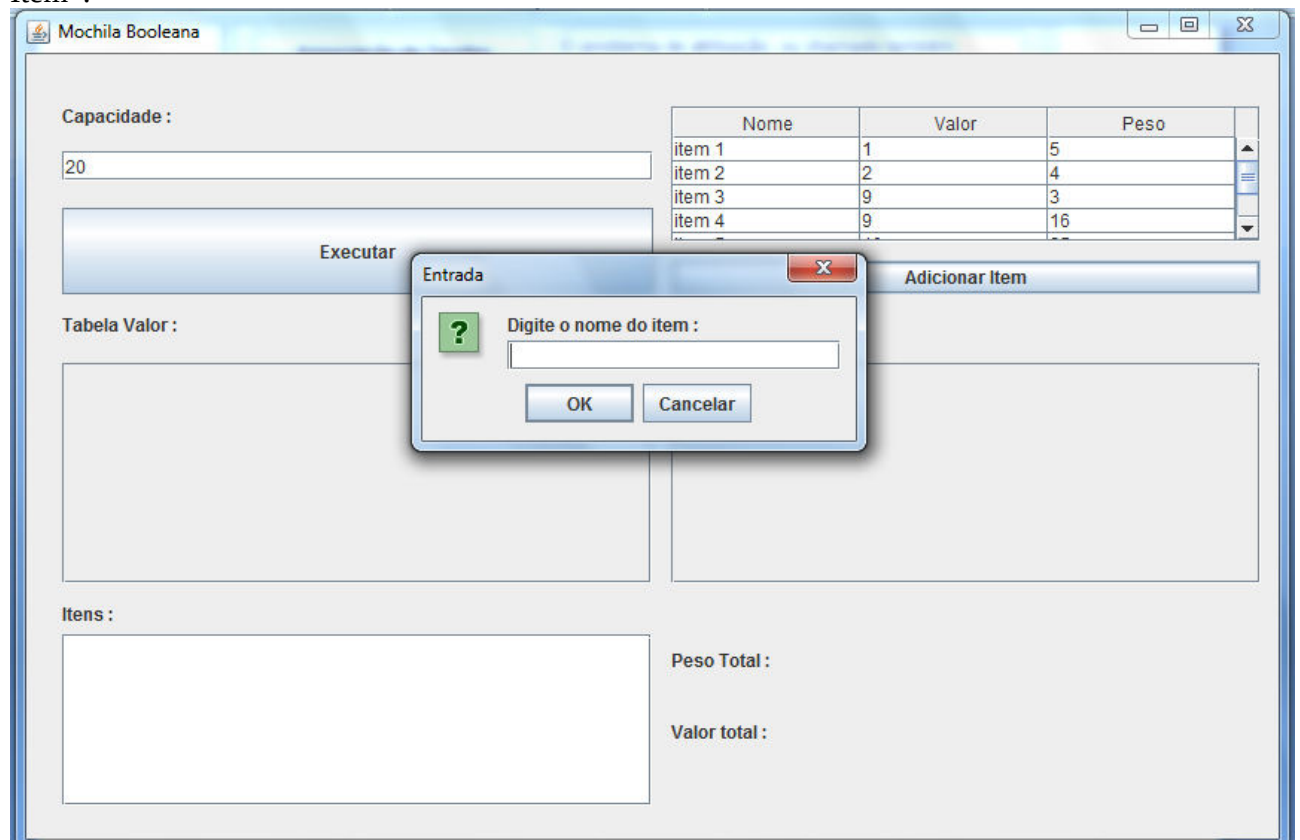 Item".
Mochila Booleana
Capacidade :
20
Executar
Nome Valor Peso
item 1 1 5
item 2 2 4
item 3 9 3
item 4 9 16
Adicionar Item
Entrada
Digite o nome do item :
OK Cancelar
Tabela Valor :
Itens :
Peso Total :
Valor total :